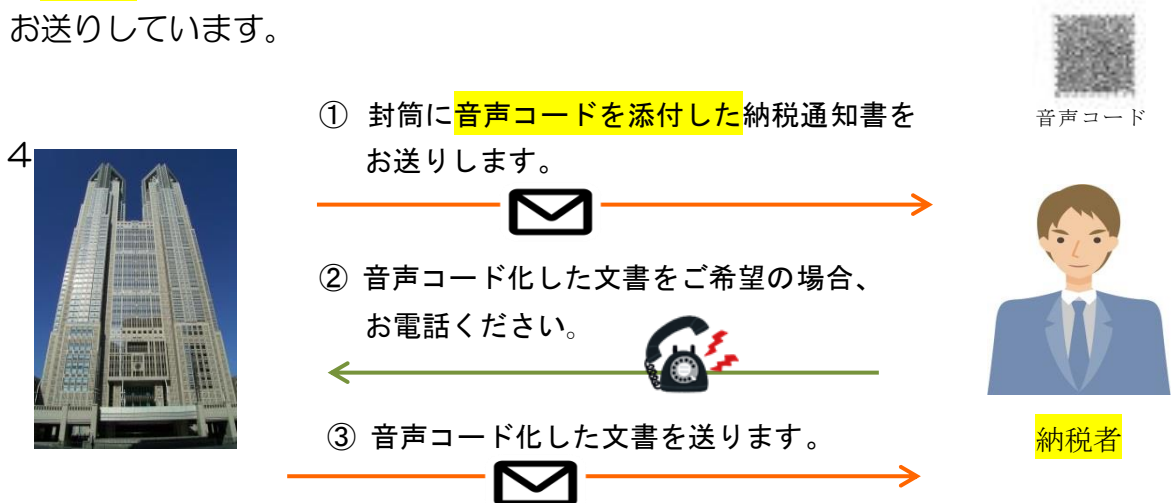 お送りしています。
① 封筒に音声コードを添付した納税通知書を
お送りします。
音声コード
4
② 音声コード化した文書をご希望の場合、
お電話ください。
③ 音声コード化した文書を送ります。
納税者